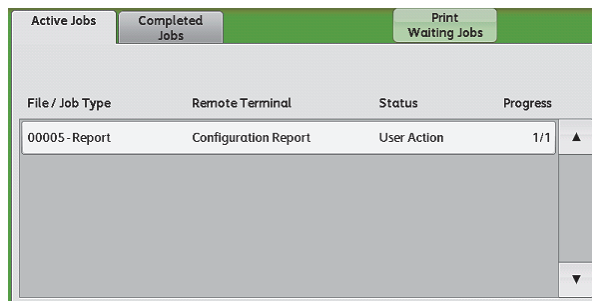 Active Jobs
Completed
Jobs
Print
Waiting Jobs
File / Job Type Remote Terminal Status Progress
00005-Report Configuration Report User Action 1/1